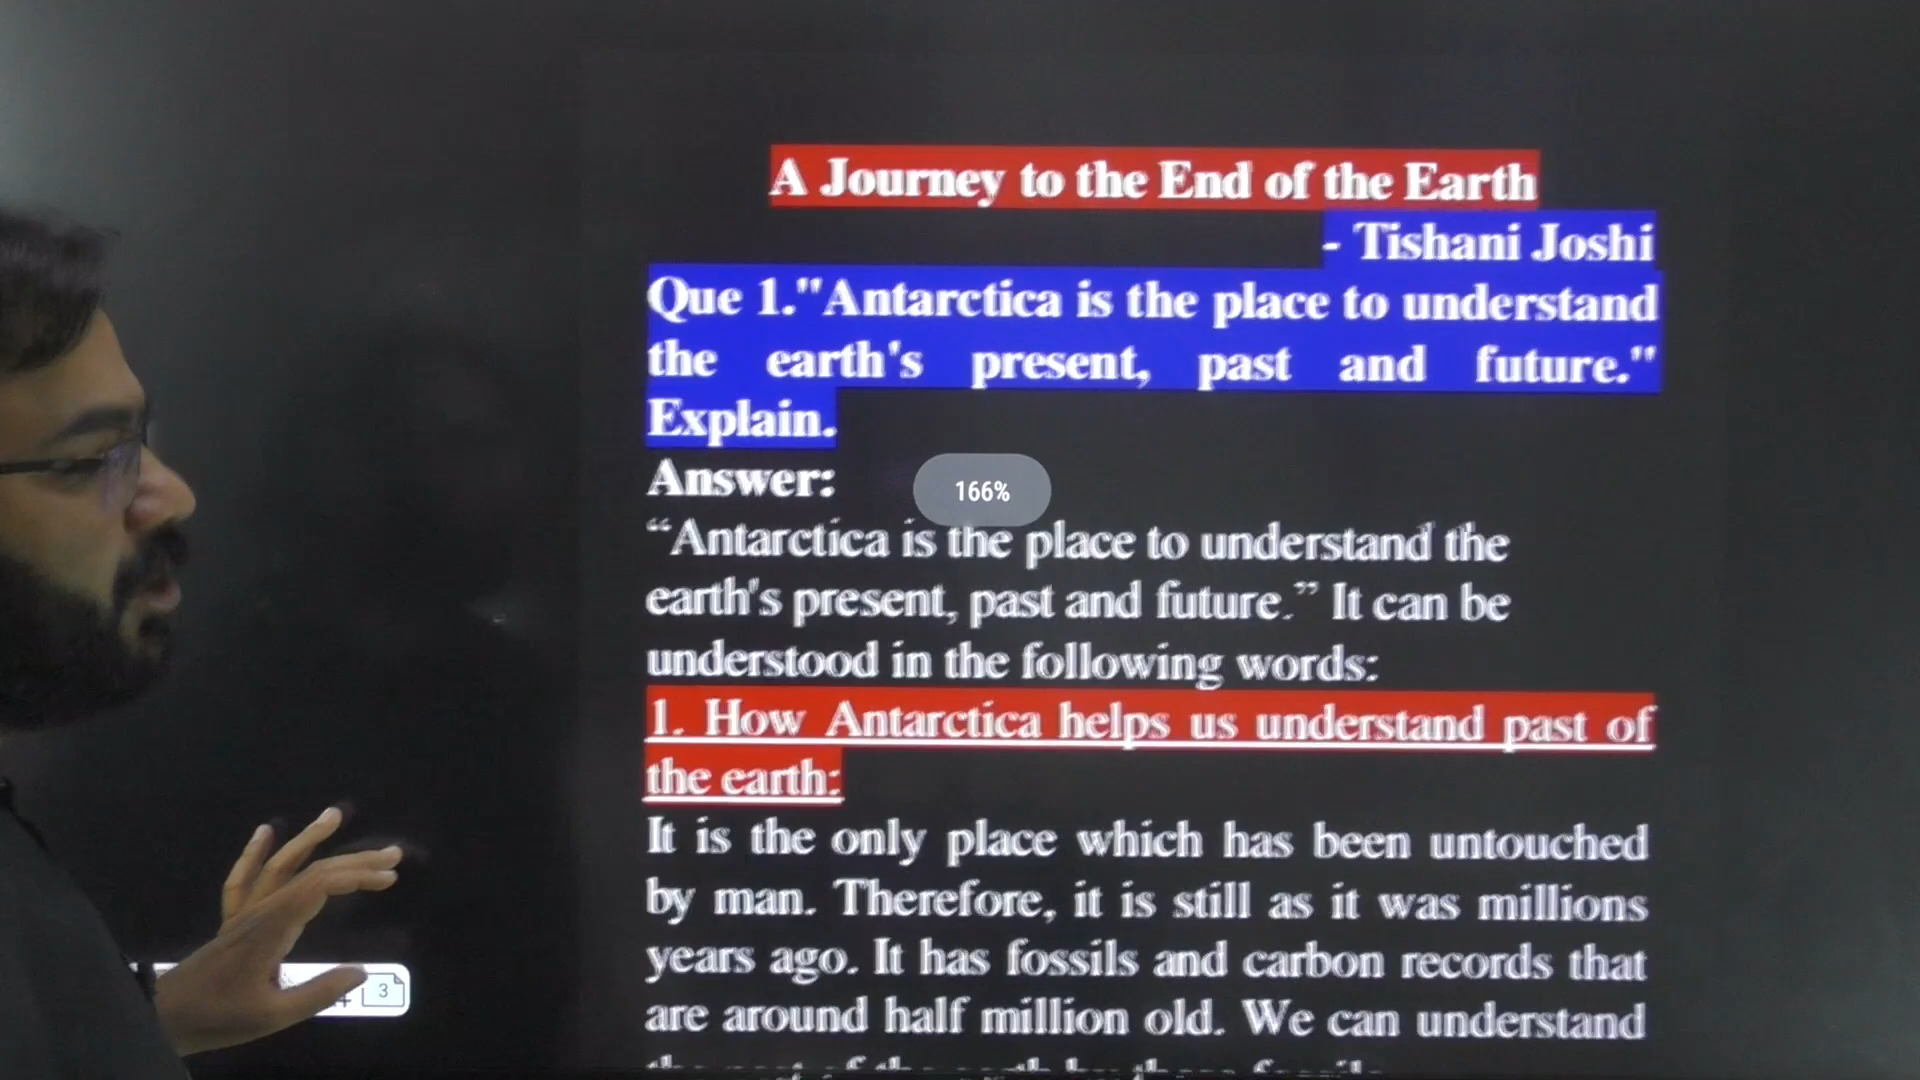 A Journey to the End of the Earth
- Tishani Joshi
Que 1."Antarctica is the place to understand
the earth's present, past and future."
Explain.
Answer:
166%
“Antarctica is the place to understand the
earth's present, past and future.” It can be
understood in the following words:
1. How Antarctica helps us understand past of
the earth:
It is the only place which has been untouched
by man. Therefore, it is still as it was millions
years ago. It has fossils and carbon records that
are around half million old. We can understand
3